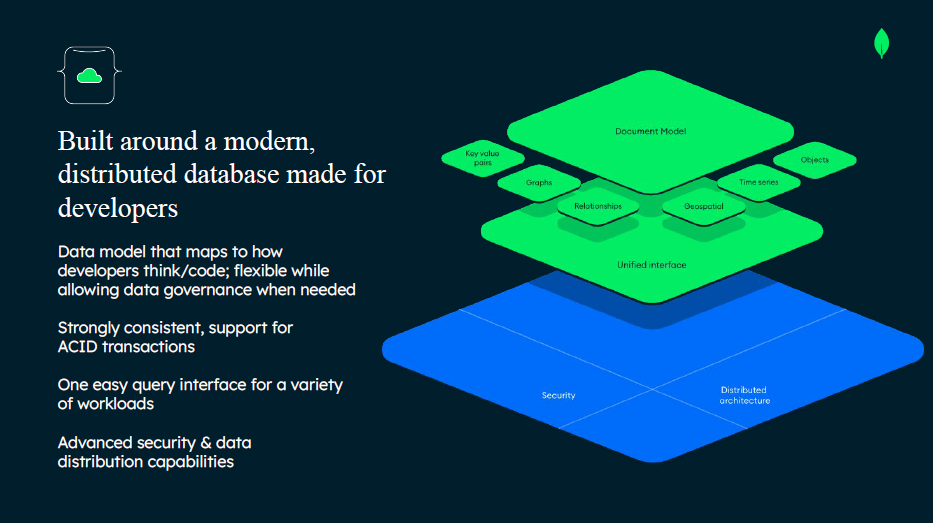 Built around a modern,
distributed database made for
developers
Data model that maps to how
developers think/code; flexible while
allowing data governance when needed
Strongly consistent, support for
ACID transactions
One easy query interface for a variety
of workloads
Advanced security & data
distribution capabilities
Document Model
Key value
pairs
Objects
Graphs
Time series
Relationships
Geospatial
Unified interface
Security
Distributed
architecture